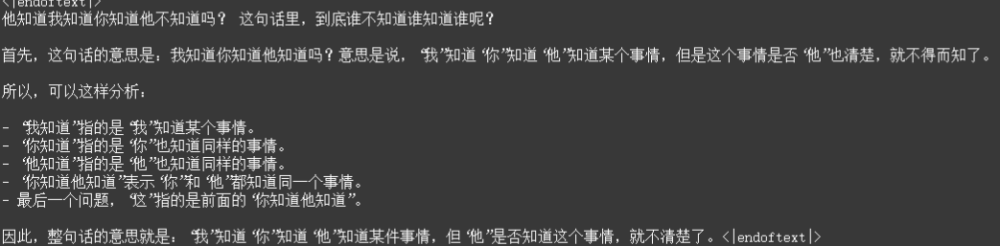 <|endoftext|>
他知道我知道你知道他不知道吗？ 这句话里，到底谁不知道谁知道谁呢？
首先，这句话的意思是：我知道你知道他知道吗？意思是说，“我”知道“你”知道“他”知道某个事情，但是这个事情是否“他”也清楚，就不得而知了。
所以，可以这样分析：
- “我知道”指的是“我”知道某个事情。
- “你知道”指的是“你”也知道同样的事情。
- “他知道”指的是“他”也知道同样的事情。
- “你知道他知道”表示“你”和“他”都知道同一个事情。
- 最后一个问题，“这”指的是前面的“你知道他知道”。
因此，整句话的意思就是：“我”知道“你”知道“他”知道某件事情，但“他”是否知道这个事情，就不清楚了。<|endoftext|>